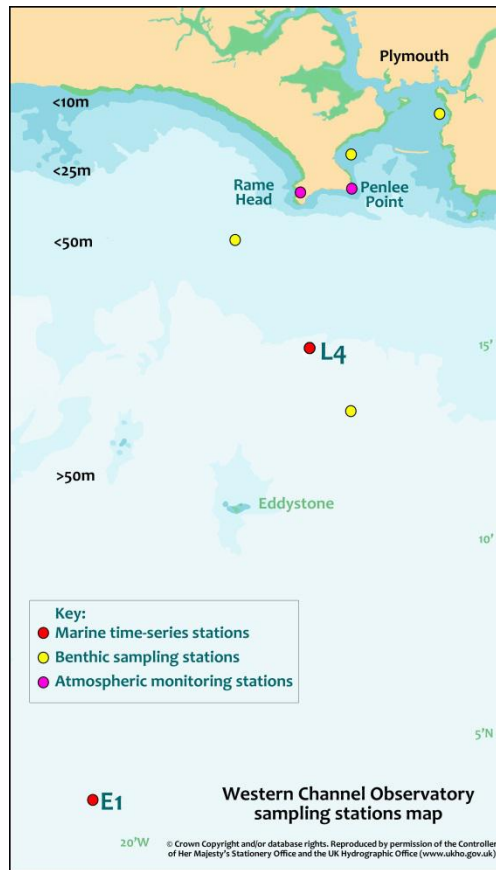 Plymouth
<10m
<25m
Rame
Head
Penlee
Point
<50m
L4
15'
>50m
Eddystone
10'
Key:
Marine time-series stations
Benthic sampling stations
Atmospheric monitoring stations
5'N
E1
Western Channel Observatory
sampling stations map
20'W
© Crown Copyright and/or database rights. Reproduced by permission of the Controller
of Her Majesty's Stationery Office and the UK Hydrographic Office (www.ukho.gov.uk)